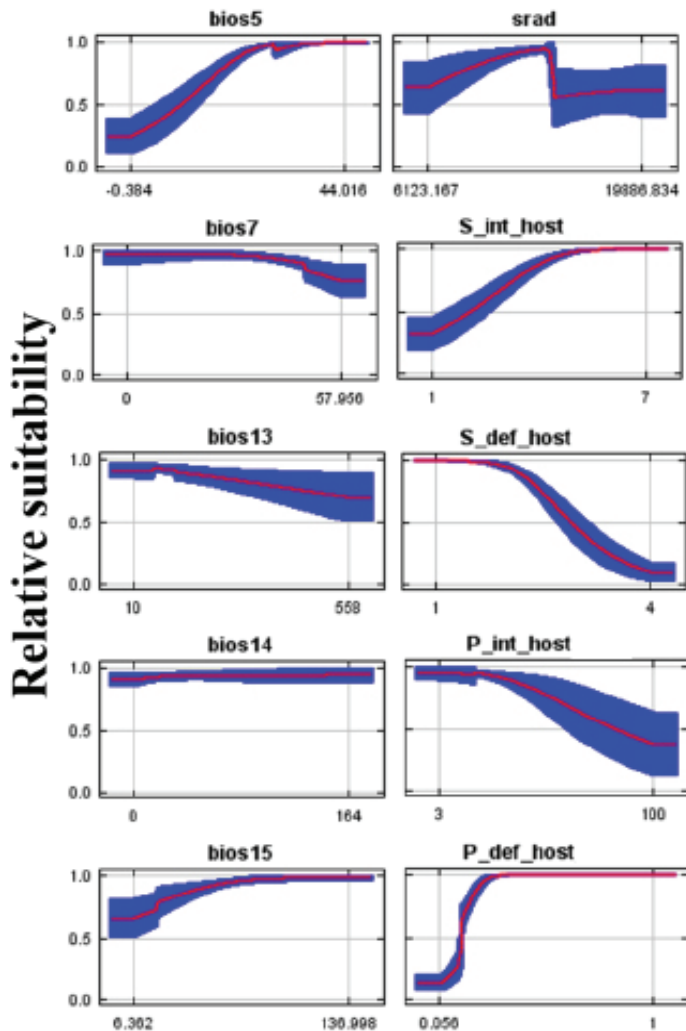 Relative suitability
bios5 srad
1.0
0.5
0.0
-0.384 44.016 6123.167 19886.834
bios7 S_int_host
1.0
0.5
0.0
0 57.956 1 7
bios13 S_def_host
1.0
0.5
0.0
10 558 1 4
bios14 P_int_host
1.0
0.5
0.0
0 164 3 100
bios15 P_def_host
1.0
0.5
0.0
6.362 136.998 0.056 1